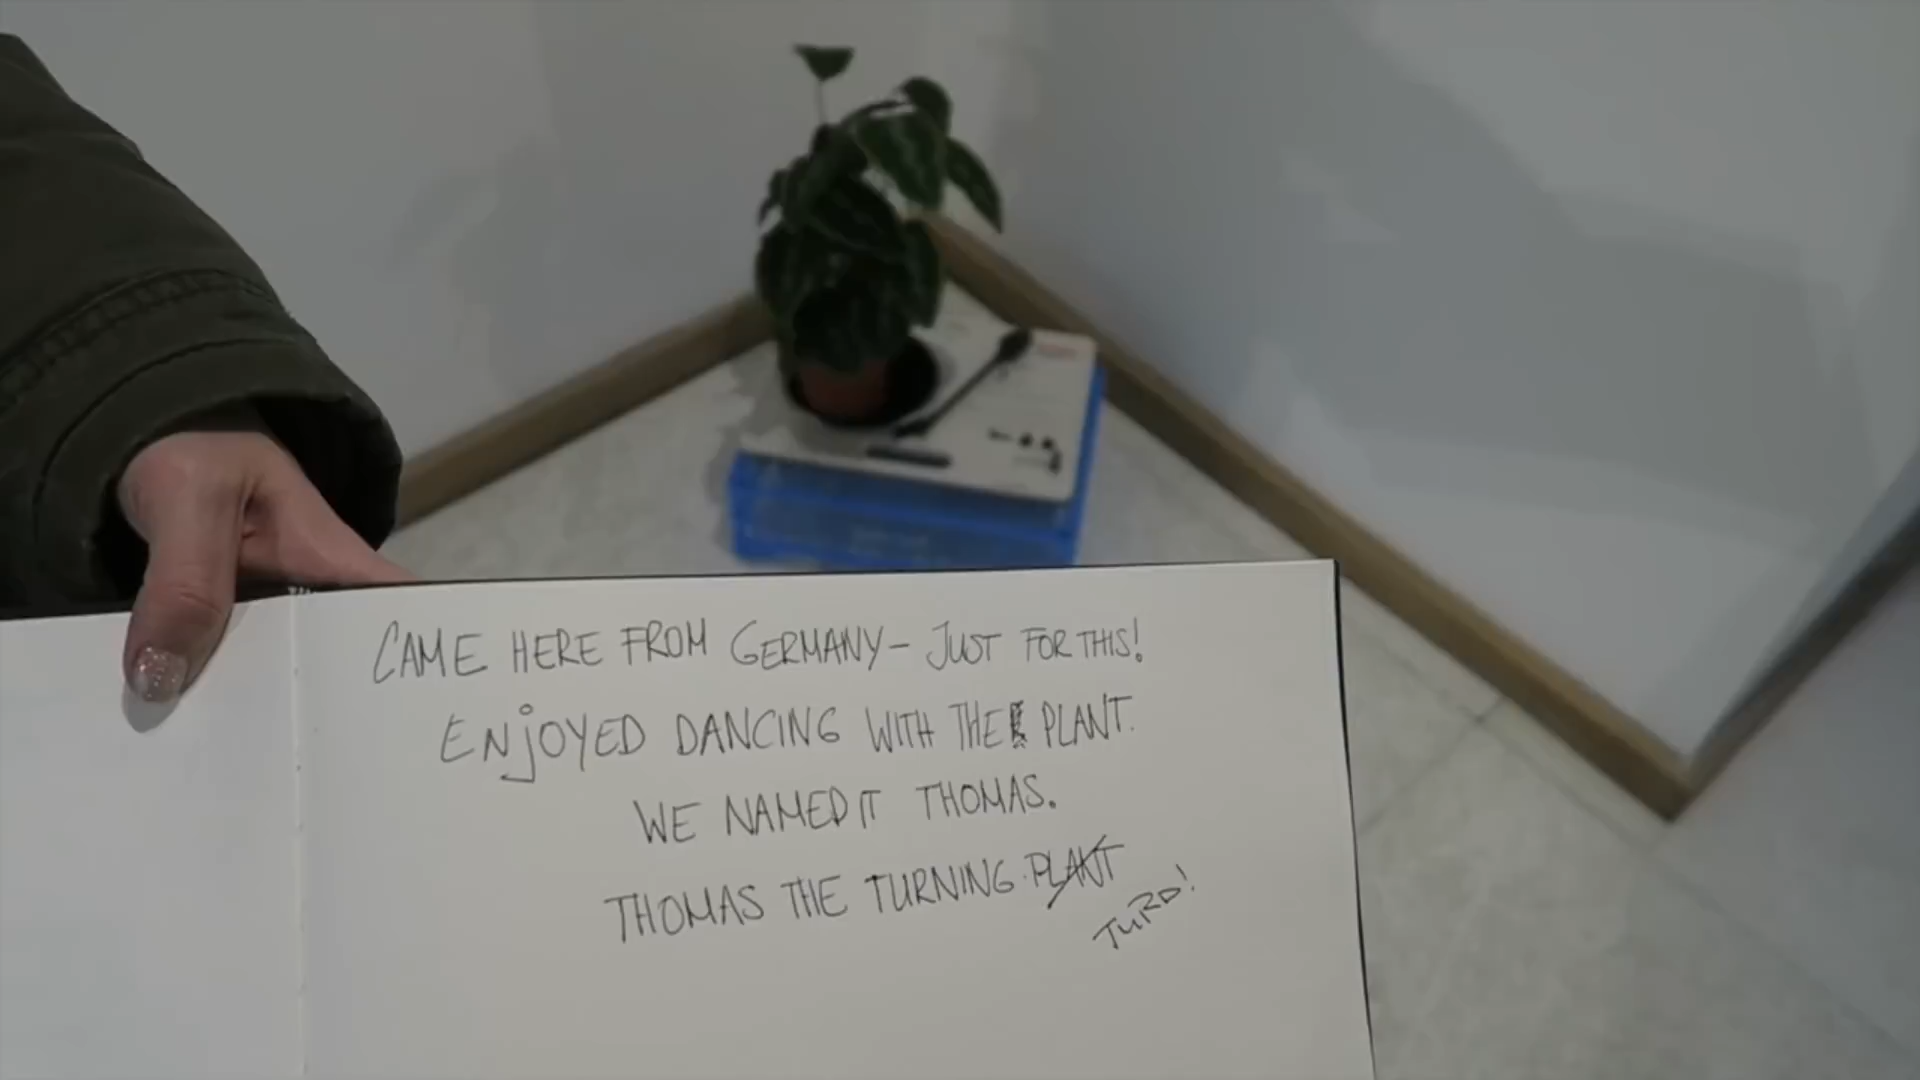 CAME HERE FROM GERMANY – JUST FOR THIS!
ENjOYED DANCING WITH THE PLANT.
WE NAMED IT THOMAS.
THOMAS THE TURNING PLANT
TURD!